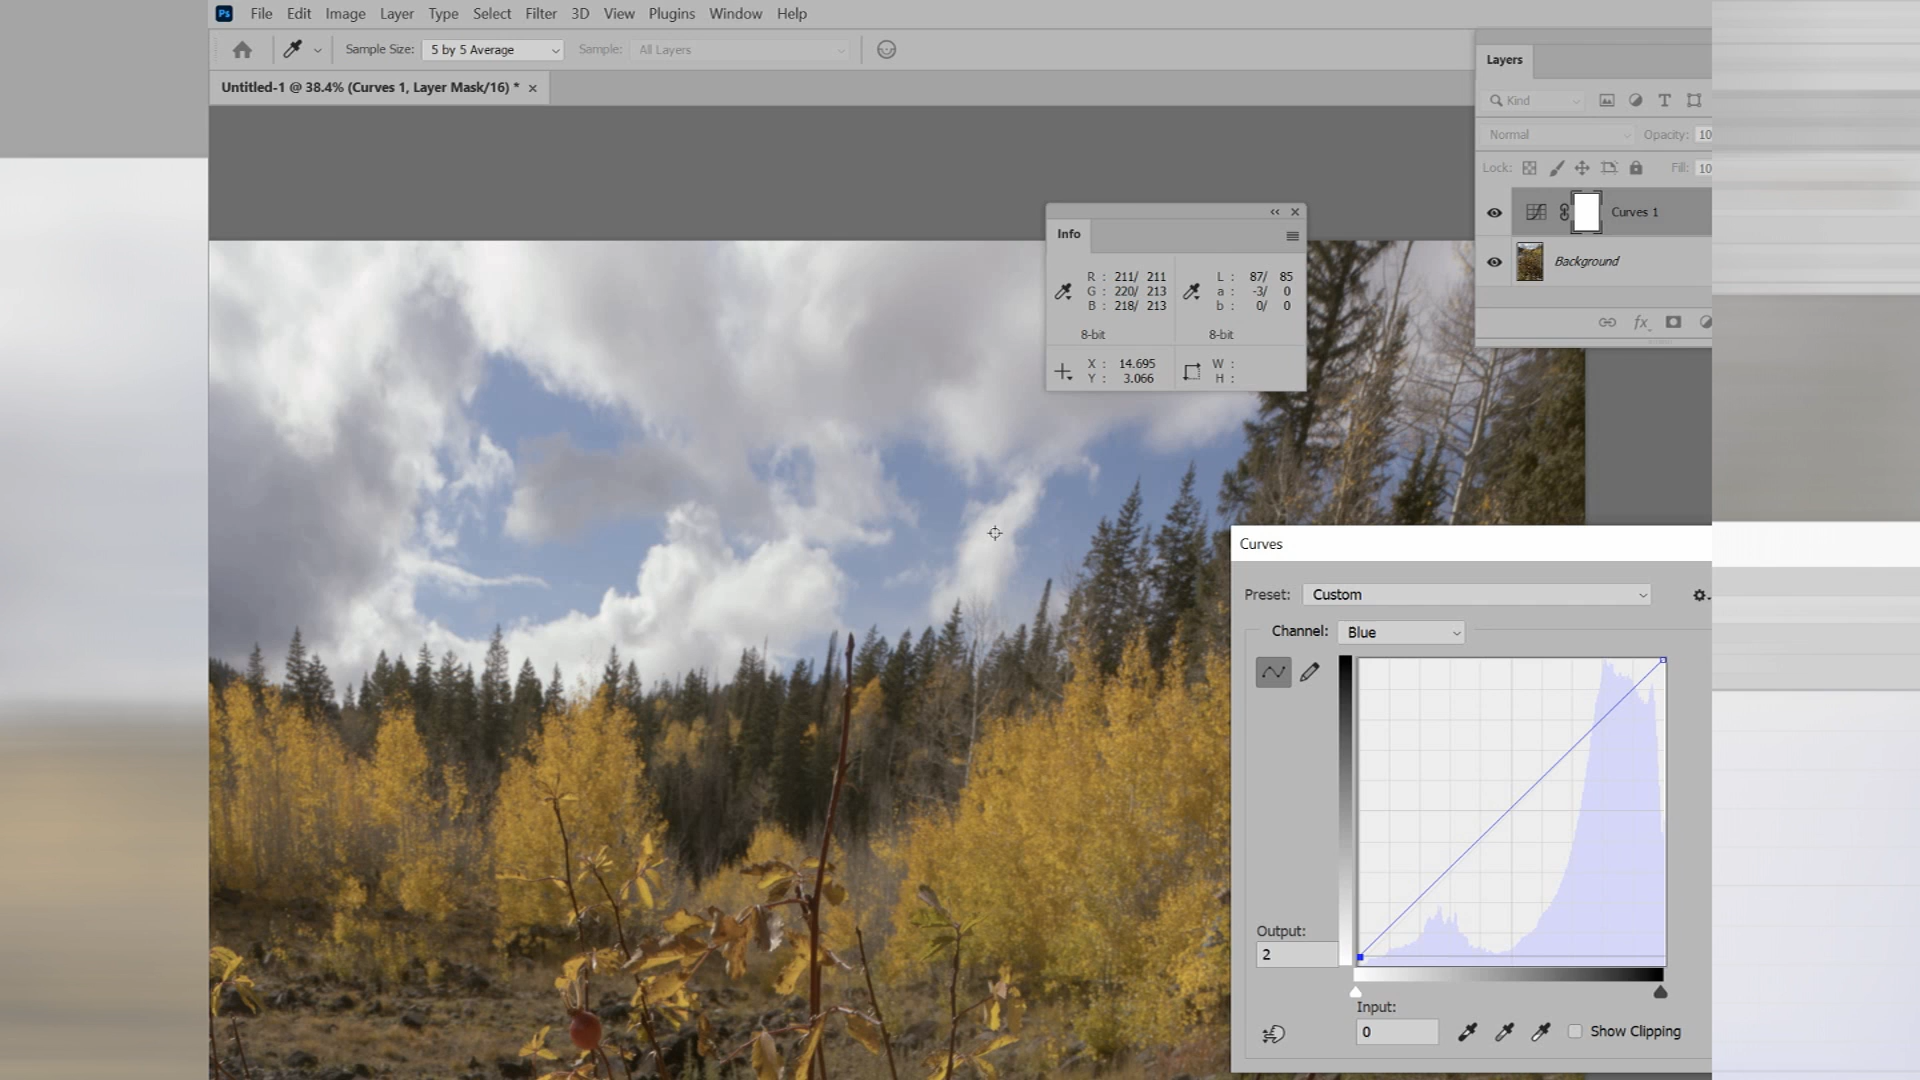 Ps File Edit Image Layer Type Select Filter 3D View Plugins Window Help
Sample Size: 5 by 5 Average Sample: All Layers
Untitled-1 @ 38.4% (Curves 1, Layer Mask/16) * ×
Layers
Kind
Normal Opacity: 10
Lock: Fill: 10
Curves 1
Background
fx
Info
R : 211/ 211 L : 87/ 85
G : 220/ 213 a : -3/ 0
B : 218/ 213 b : 0/ 0
8-bit 8-bit
X : 14.695 W :
Y : 3.066 H :
Curves
Preset: Custom
Channel: Blue
Output:
2
Input:
0 Show Clipping